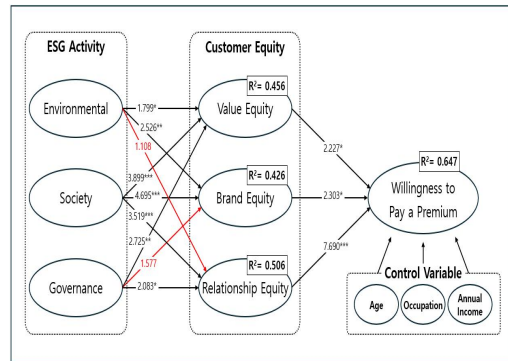 ESG Activity
Customer Equity
Environmental
Society
Governance
1.799*
2.526**
1.108
3.899***
4.695***
3.519***
2.725**
1.577
2.083*
R²= 0.456
Value Equity
R²= 0.426
Brand Equity
R²= 0.506
Relationship Equity
2.227*
2.303*
7.690***
R²= 0.647
Willingness to
Pay a Premium
Control Variable
Age
Occupation
Annual
Income